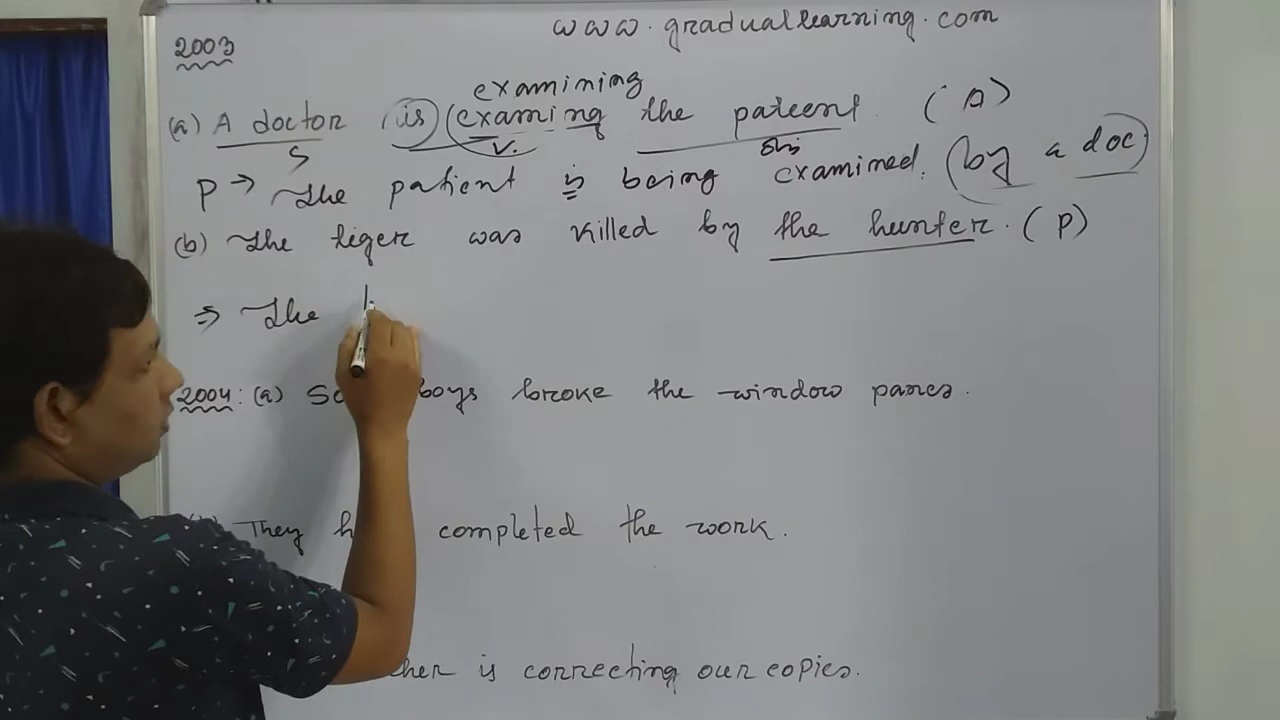 www.graduallearning.com
2003
examining
(a) A doctor is examing the patient. (A)
S V.
P → The patient is being examined. (by a doc)
(b) The tiger was killed by the hunter. (P)
⇒ The
2004: (a) boys broke the window panes.
They completed the work.
is correcting our copies.